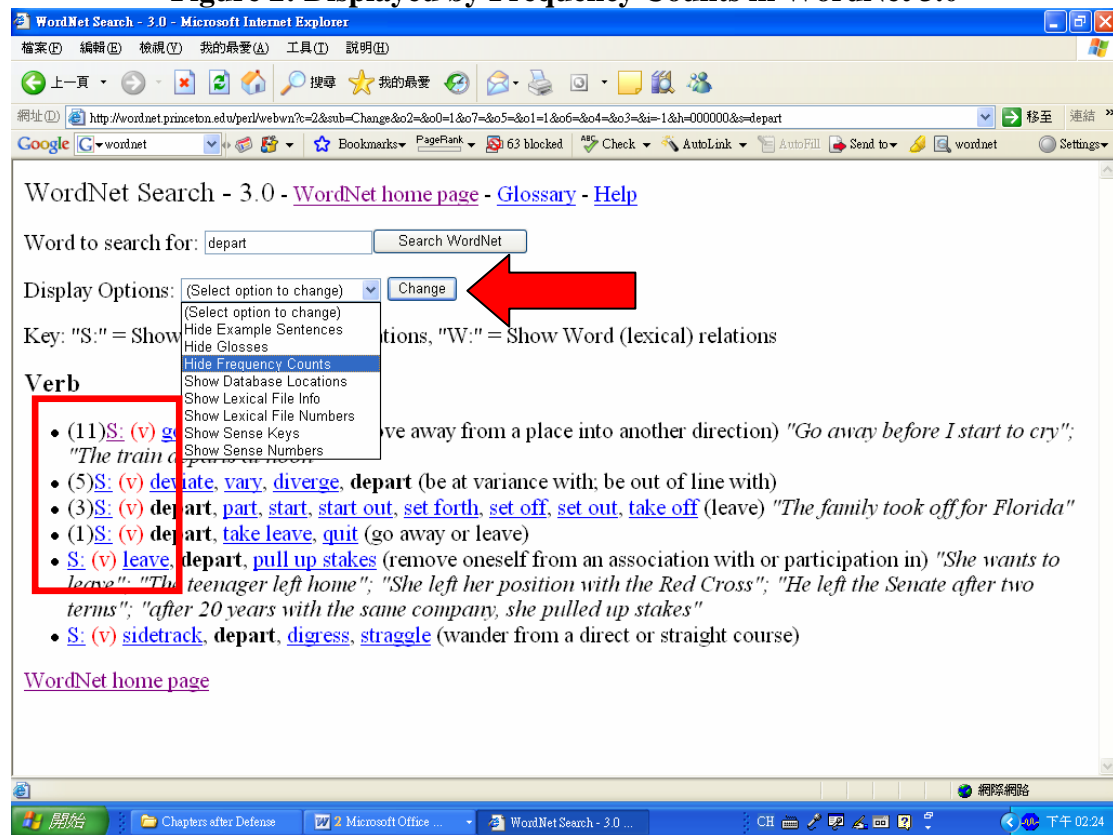 Figure 2. Displayed by Frequency Counts in WordNet 3.0
WordNet Search - 3.0 - Microsoft Internet Explorer
檔案(F) 編輯(E) 檢視(V) 我的最愛(A) 工具(T) 說明(H)
上一頁 搜尋 我的最愛
網址(D) http://wordnet.princeton.edu/perl/webwn?c=2&sub=Change&o2=&o0=1&o7=&o5=&o1=1&o6=&o4=&o3=&i=-1&h=000000&s=depart 移至 連結 »
Google G wordnet Bookmarks PageRank 63 blocked ABC Check AutoLink AutoFill Send to wordnet Settings
WordNet Search - 3.0 - WordNet home page - Glossary - Help
Word to search for: depart Search WordNet
Display Options: (Select option to change) Change
(Select option to change)
Hide Example Sentences
Key: "S:" = Show tions, "W:" = Show Word (lexical) relations
Hide Glosses
Hide Frequency Counts
Show Database Locations
Verb
Show Lexical File Info
Show Lexical File Numbers
Show Sense Keys
Show Sense Numbers
• (11)S: (v) ve away from a place into another direction) "Go away before I start to cry";
"The train departs at noon"
• (5)S: (v) deviate, vary, diverge, depart (be at variance with; be out of line with)
• (3)S: (v) depart, part, start, start out, set forth, set off, set out, take off (leave) "The family took off for Florida"
• (1)S: (v) depart, take leave, quit (go away or leave)
• S: (v) leave, depart, pull up stakes (remove oneself from an association with or participation in) "She wants to
leave"; "The teenager left home"; "She left her position with the Red Cross"; "He left the Senate after two
terms"; "after 20 years with the same company, she pulled up stakes"
• S: (v) sidetrack, depart, digress, straggle (wander from a direct or straight course)
WordNet home page
網際網路
開始 Chapters after Defense 2 Microsoft Office ... WordNet Search - 3.0 ... CH 下午 02:24